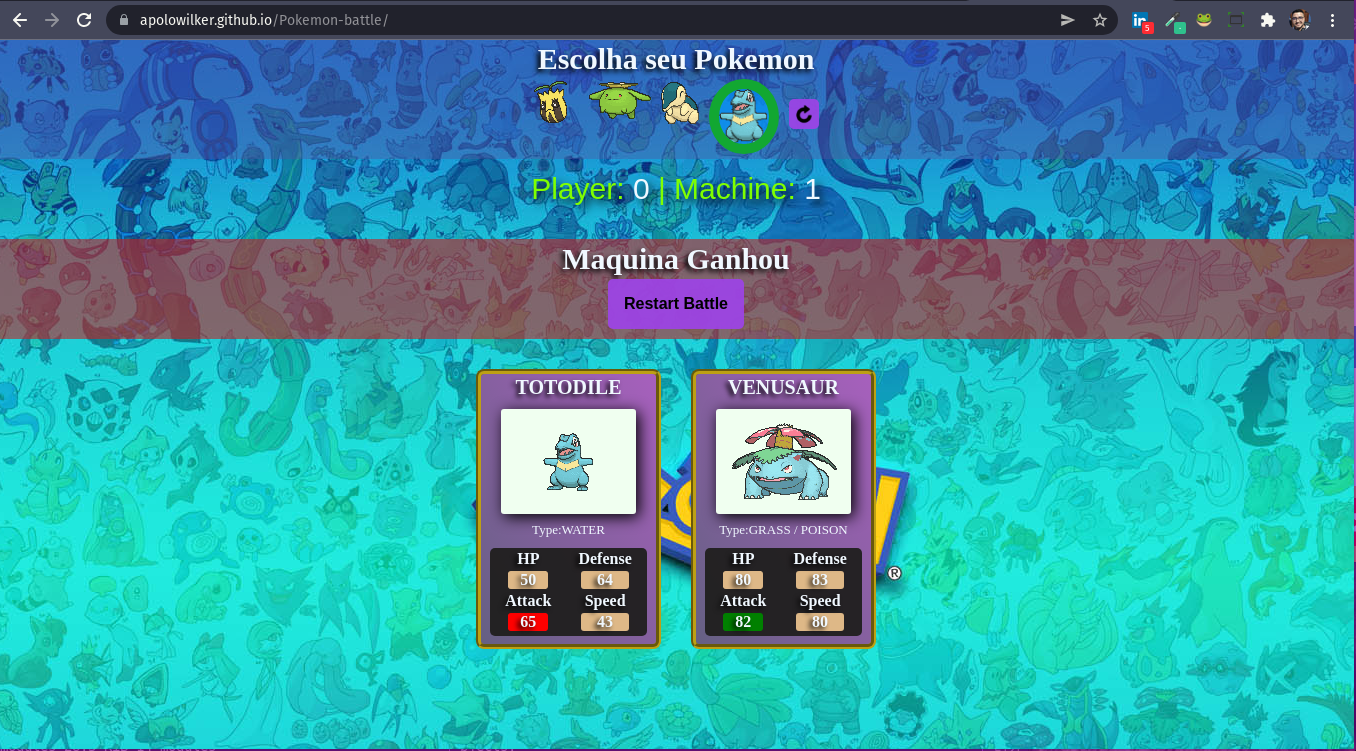 apolowilker.github.io/Pokemon-battle/
5
Escolha seu Pokemon
Player: 0 | Machine: 1
Maquina Ganhou
Restart Battle
TOTODILE
Type:WATER
HP Defense
50 64
Attack Speed
65 43
VENUSAUR
Type:GRASS / POISON
HP Defense
80 83
Attack Speed
82 80
®